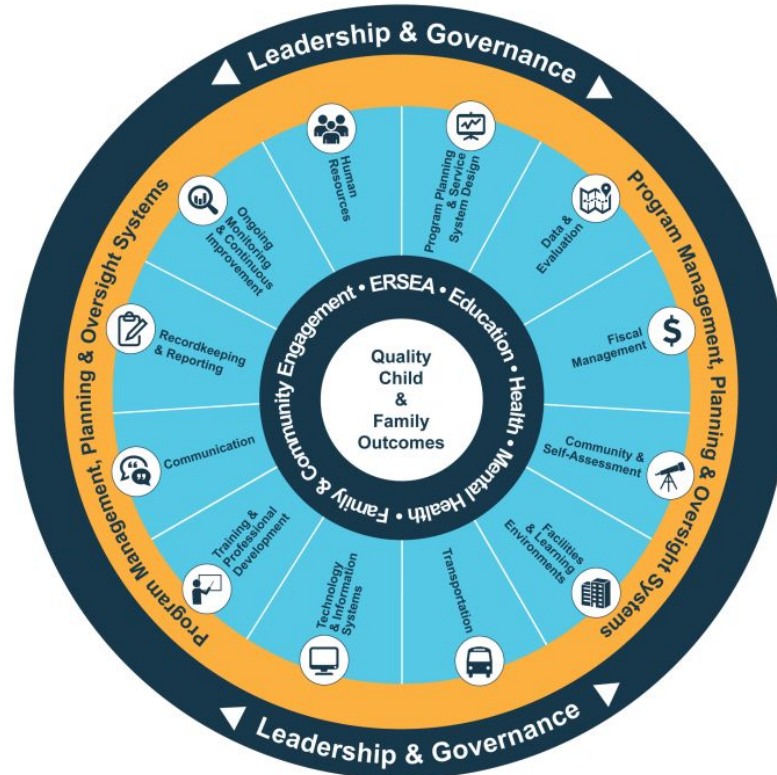 Leadership & Governance
Program Management, Planning & Oversight Systems
Program Management, Planning & Oversight Systems
Human
Resources
Program Planning
& Service
System Design
Data &
Evaluation
Fiscal
Management
Community &
Self-Assessment
Facilities
& Learning
Environments
Transportation
Technology
& Information
Systems
Training &
Professional
Development
Communication
Recordkeeping
& Reporting
Ongoing
Monitoring
& Continuous
Improvement
Family & Community Engagement • ERSEA • Education • Health • Mental Health •
Quality
Child
&
Family
Outcomes
Leadership & Governance